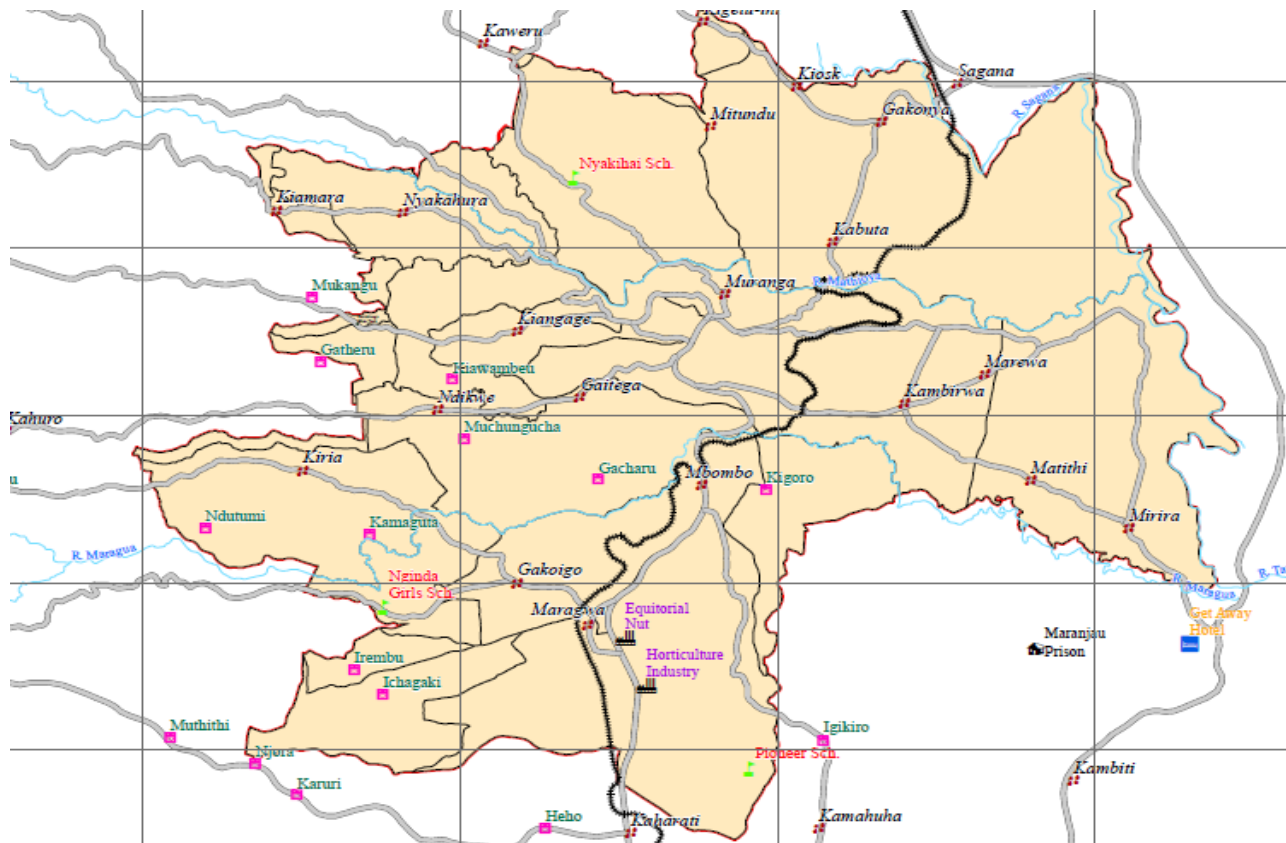 Kaweru
Kiosk
Sagana
R. Sagana
Mitundu
Gakonya
Nyakihai Sch.
Kiamara
Nyakahura
Kabuta
Mukangu
Muranga
R. Mathioya
Kiangage
Gatheru
Kiawambeu
Marewa
Gaitega
Kambirwa
Ndikwe
Kahuro
Muchungucha
Kiria
Gacharu
Mbombo
Kigoro
Matithi
u
Ndutumi
Kamaguta
Mirira
R. Maragua
Nginda
Girls Sch
Gakoigo
R. Ta
R. Maragua
Maragwa
Equitorial
Nut
Get Away
Hotel
Maranjau
Prison
Irembu
Horticulture
Industry
Ichagaki
Muthithi
Igikiro
Njora
Pioneer Sch.
Karuri
Kambiti
Heho
Kaharati
Kamahuha